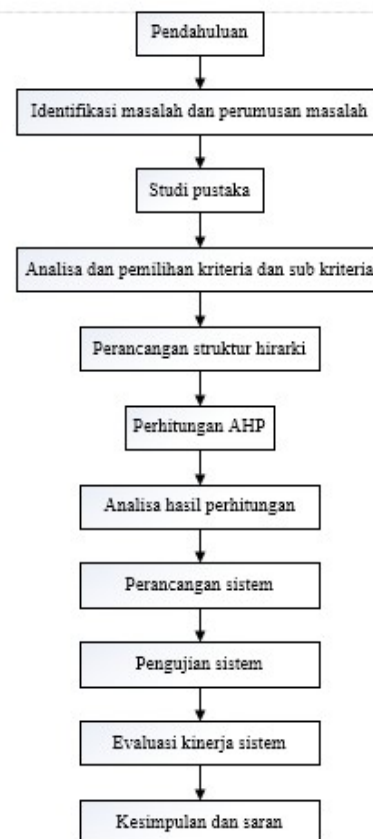 Pendahuluan
Identifikasi masalah dan perumusan masalah
Studi pustaka
Analisa dan pemilihan kriteria dan sub kriteria
Perancangan struktur hirarki
Perhitungan AHP
Analisa hasil perhitungan
Perancangan sistem
Pengujian sistem
Evaluasi kinerja sistem
Kesimpulan dan saran